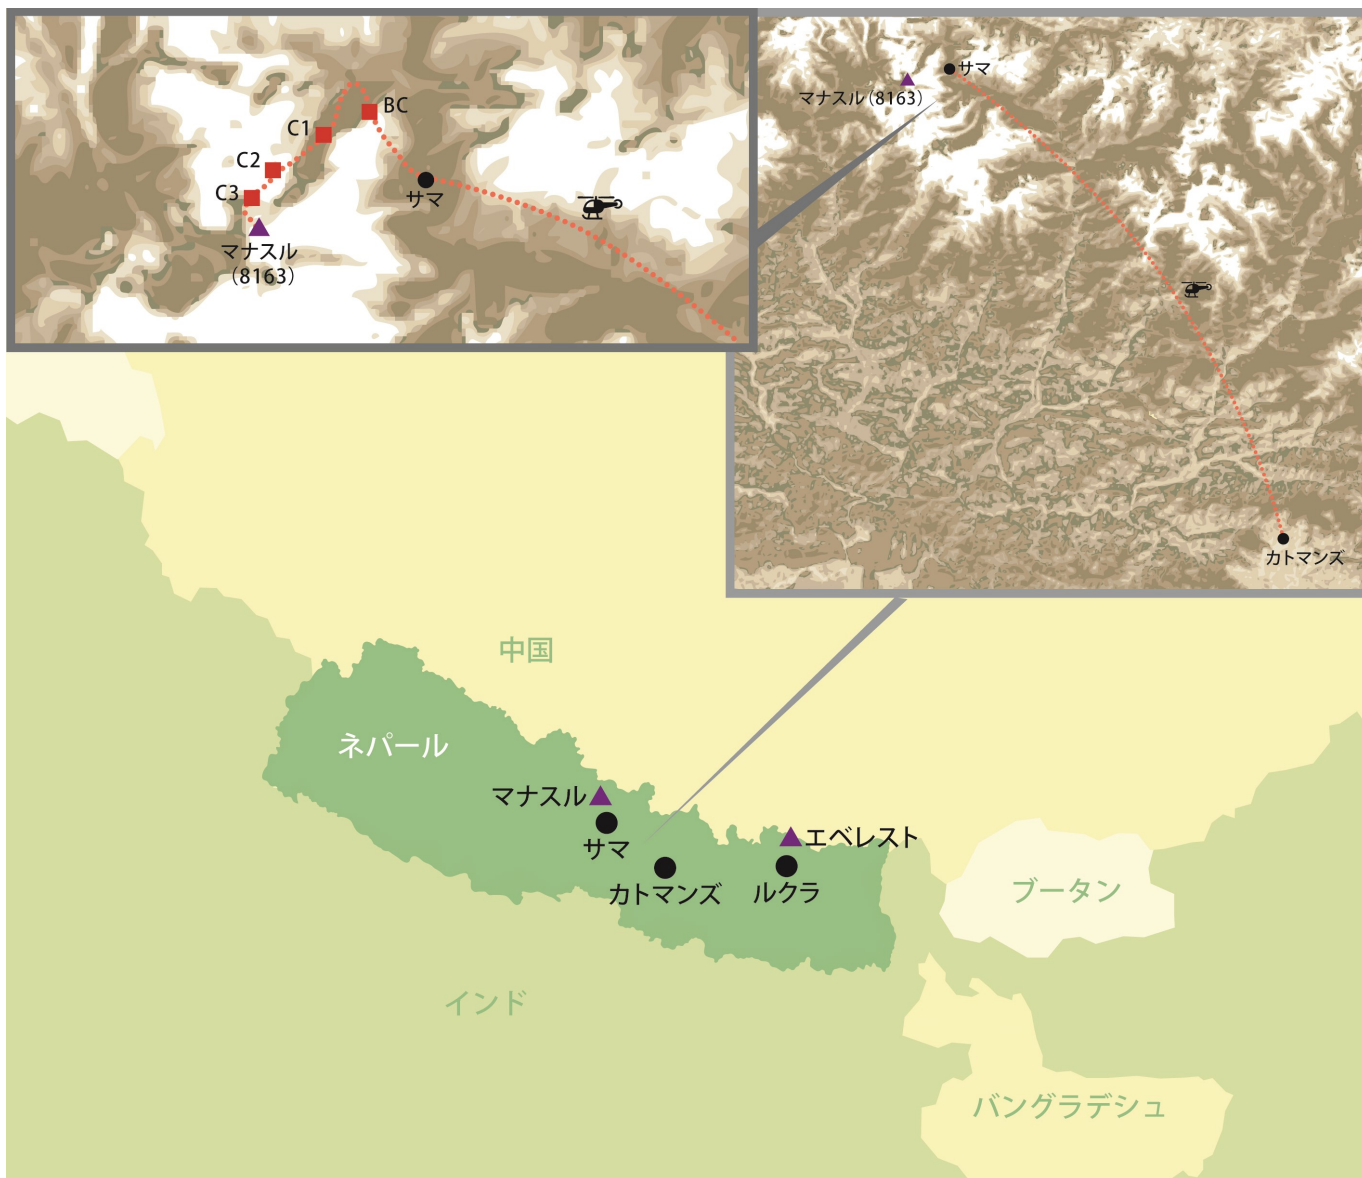 BC
C1
C2
C3
サマ
マナスル
(8163)
サマ
マナスル(8163)
カトマンズ
中国
ネパール
マナスル
サマ
エベレスト
カトマンズ
ルクラ
ブータン
インド
バングラデシュ